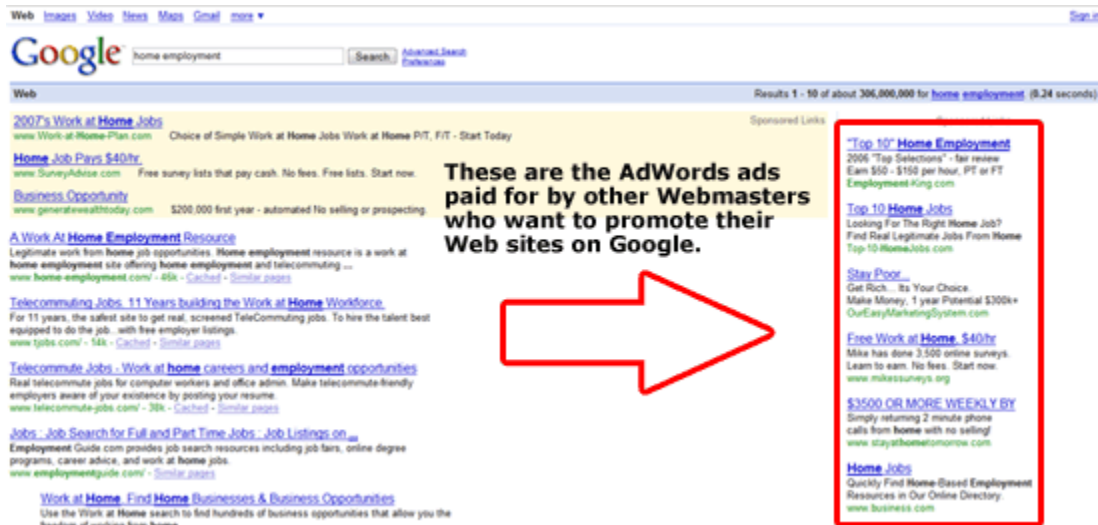 Web Images Video News Maps Gmail more ▼ Sign in
Google home employment Search Advanced Search
Preferences
Web Results 1 - 10 of about 306,000,000 for home employment. (0.24 seconds)
2007's Work at Home Jobs Sponsored Links
www.Work-at-Home-Plan.com Choice of Simple Work at Home Jobs Work at Home P/T, F/T - Start Today
Home Job Pays $40/hr.
www.SurveyAdvise.com Free survey lists that pay cash. No fees. Free lists. Start now.
Business Opportunity
www.generatewealthtoday.com $200,000 first year - automated No selling or prospecting.
A Work At Home Employment Resource
Legitimate work from home job opportunities. Home employment resource is a work at
home employment site offering home employment and telecommuting ...
www.home-employment.com/ - 46k - Cached - Similar pages
Telecommuting Jobs. 11 Years building the Work at Home Workforce.
For 11 years, the safest site to get real, screened TeleCommuting jobs. To hire the talent best
equipped to do the job...with free employer listings.
www.tjobs.com/ - 14k - Cached - Similar pages
Telecommute Jobs - Work at home careers and employment opportunities
Real telecommute jobs for computer workers and office admin. Make telecommute-friendly
employers aware of your existence by posting your resume.
www.telecommute-jobs.com/ - 38k - Cached - Similar pages
Jobs : Job Search for Full and Part Time Jobs : Job Listings on ...
Employment Guide com provides job search resources including job fairs, online degree
programs, career advice, and work at home jobs.
www.employmentguide.com/ - Similar pages
Work at Home. Find Home Businesses & Business Opportunities
Use the Work at Home search to find hundreds of business opportunities that allow you the
freedom of working from home
These are the AdWords ads
paid for by other Webmasters
who want to promote their
Web sites on Google.
Sponsored Links
"Top 10" Home Employment
2006 "Top Selections" - fair review
Earn $50 - $150 per hour, PT or FT
Employment-King.com
Top 10 Home Jobs
Looking For The Right Home Job?
Find Real Legitimate Jobs From Home
Top-10-HomeJobs.com
Stay Poor...
Get Rich... Its Your Choice.
Make Money, 1 year Potential $300k+
OurEasyMarketingSystem.com
Free Work at Home. $40/hr
Mike has done 3,500 online surveys.
Learn to earn. No fees. Start now.
www.mikessurveys.org
$3500 OR MORE WEEKLY BY
Simply returning 2 minute phone
calls from home with no selling!
www.stayathometomorrow.com
Home Jobs
Quickly Find Home-Based Employment
Resources in Our Online Directory.
www.business.com